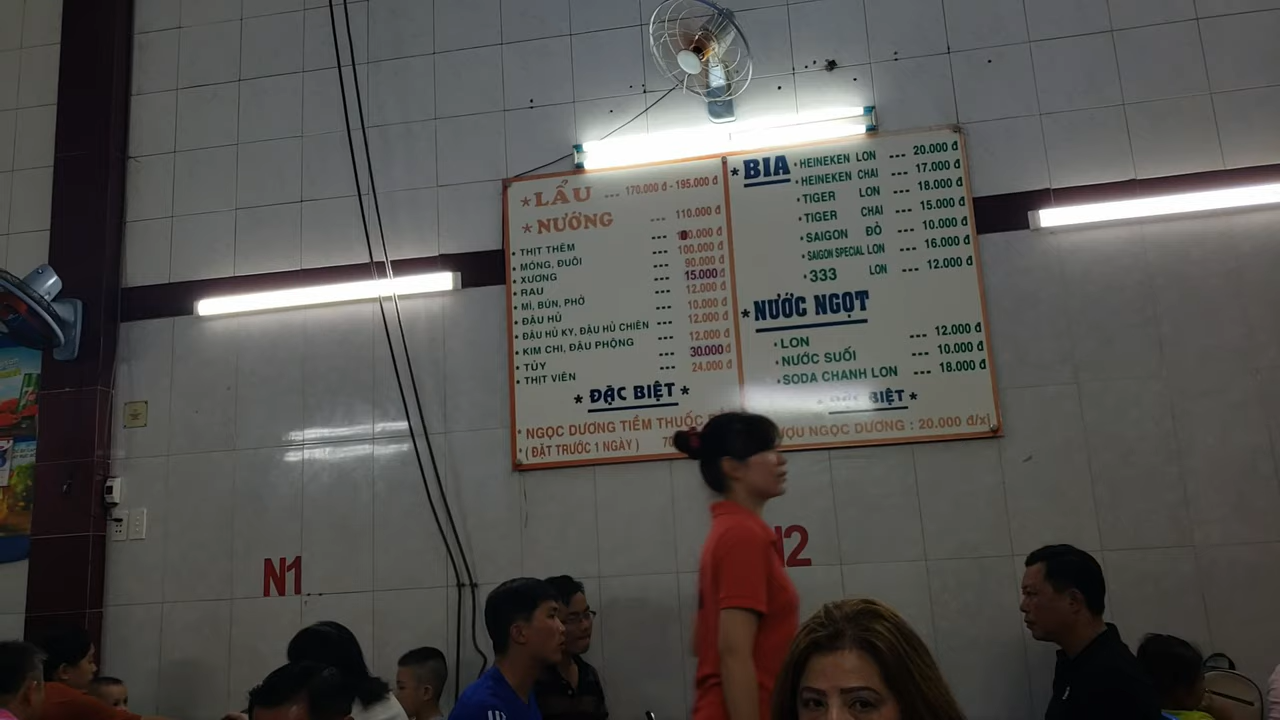 ★LẨU ---- 170.000 đ - 195.000 đ
★NƯỚNG --- 110.000 đ
• THỊT THÊM --- 100.000 đ
• MÓNG, ĐUÔI --- 100.000 đ
• XƯƠNG --- 90.000 đ
• RAU --- 15.000 đ
• MÌ, BÚN, PHỞ --- 12.000 đ
• ĐẬU HỦ --- 10.000 đ
• ĐẬU HỦ KY, ĐẬU HỦ CHIÊN --- 12.000 đ
• KIM CHI, ĐẬU PHỘNG --- 12.000 đ
• TỦY --- 30.000 đ
• THỊT VIÊN --- 24.000 đ
* ĐẶC BIỆT *
• NGỌC DƯƠNG TIỀM THUỐC
( ĐẶT TRƯỚC 1 NGÀY )
★BIA • HEINEKEN LON --- 20.000 đ
• HEINEKEN CHAI --- 17.000 đ
• TIGER LON --- 18.000 đ
• TIGER CHAI --- 15.000 đ
• SAIGON ĐỎ --- 10.000 đ
• SAIGON SPECIAL LON --- 16.000 đ
• 333 LON --- 12.000 đ
★NƯỚC NGỌT
• LON --- 12.000 đ
• NƯỚC SUỐI --- 10.000 đ
• SODA CHANH LON --- 18.000 đ
* ĐẶC BIỆT *
NGỌC DƯƠNG : 20.000 đ/xị
N1
N2